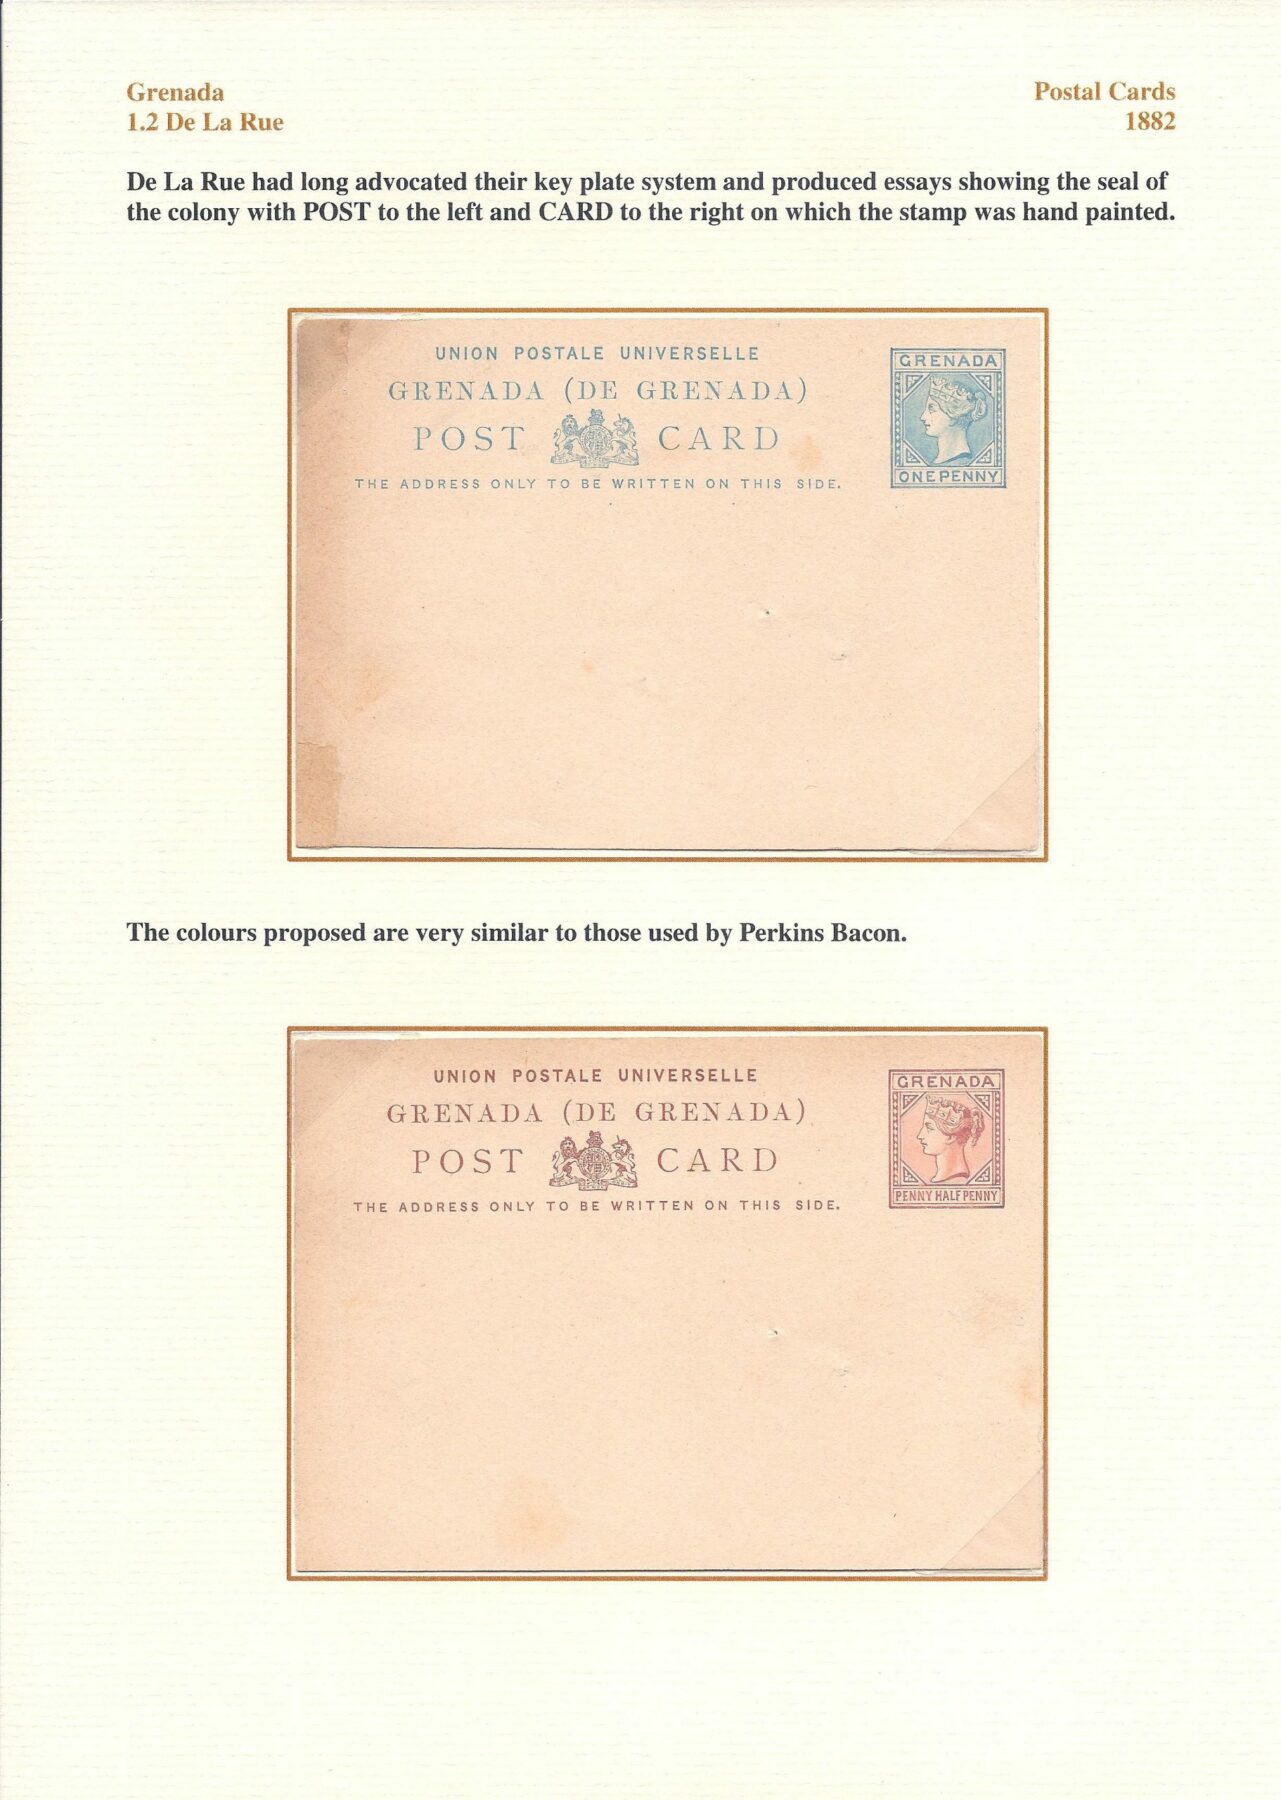 Grenada
Postal Cards
1.2 De La Rue
1882
De La Rue had long advocated their key plate system and produced essays showing the seal of
the colony with POST to the left and CARD to the right on which the stamp was hand painted.
UNION POSTALE UNIVERSELLE
GRENADA (DE GRENADA)
POST CARD
THE ADDRESS ONLY TO BE WRITTEN ON THIS SIDE.
GRENADA
ONE PENNY
The colours proposed are very similar to those used by Perkins Bacon.
UNION POSTALE UNIVERSELLE
GRENADA (DE GRENADA)
POST CARD
THE ADDRESS ONLY TO BE WRITTEN ON THIS SIDE.
GRENADA
PENNY HALFPENNY